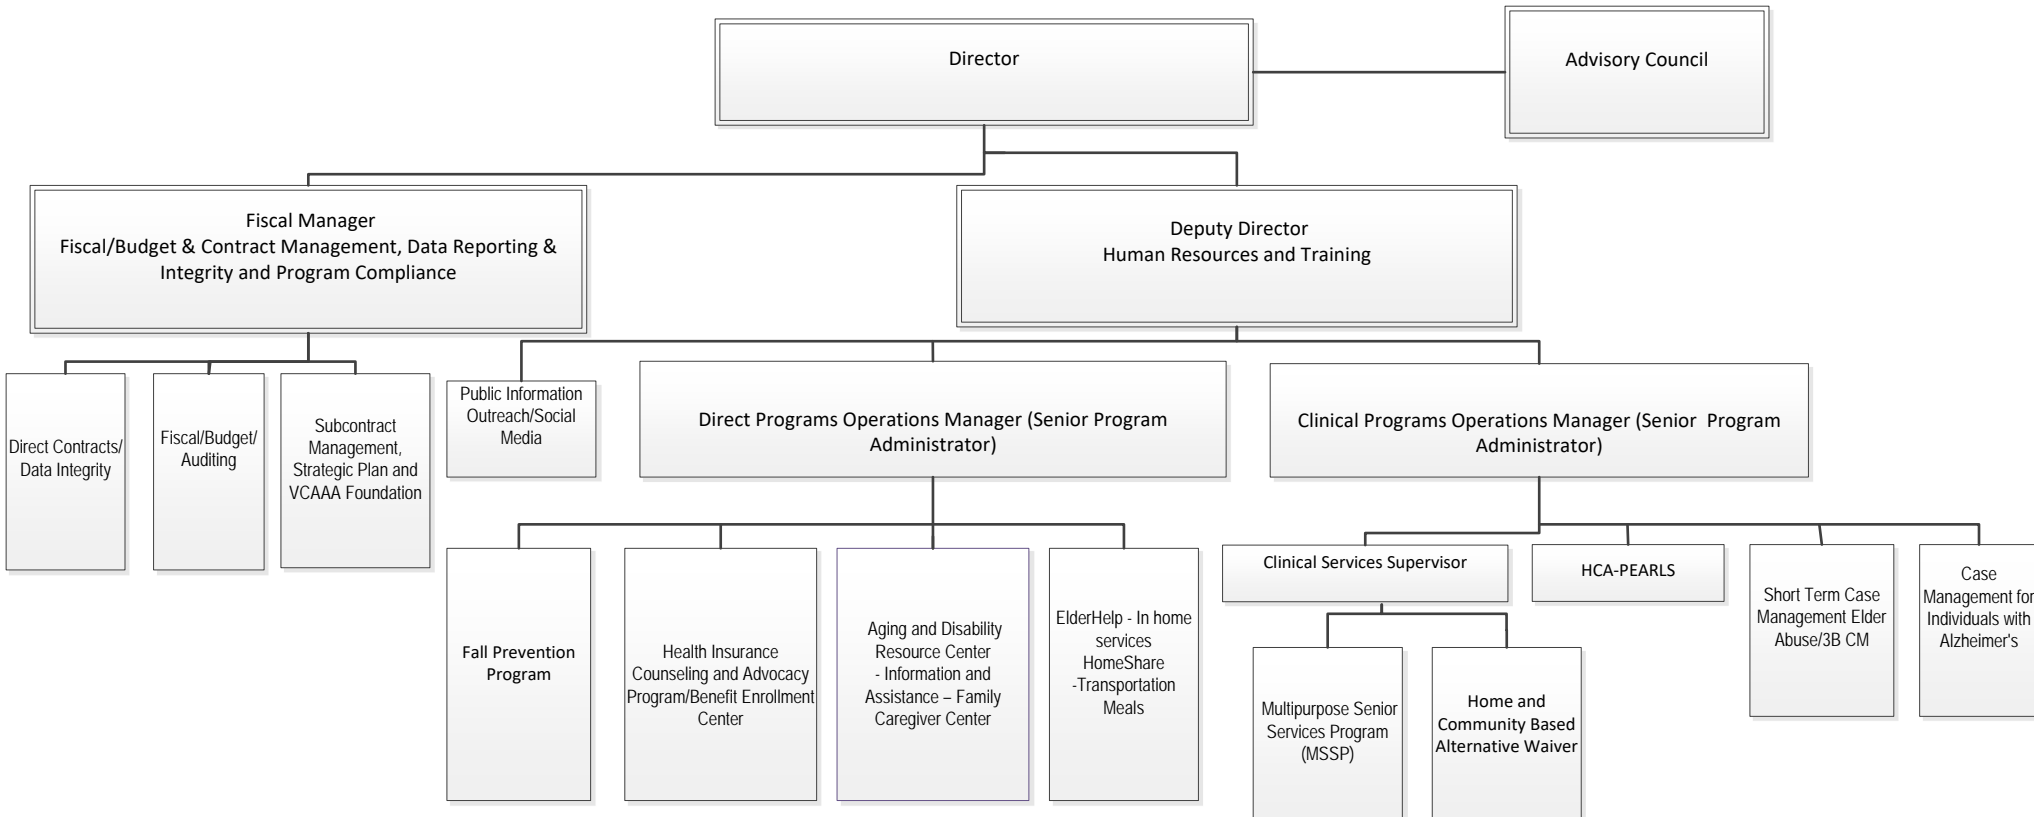 Director
Advisory Council
Fiscal Manager
Fiscal/Budget & Contract Management, Data Reporting &
Integrity and Program Compliance
Deputy Director
Human Resources and Training
Direct Contracts/
Data Integrity
Fiscal/Budget/
Auditing
Subcontract
Management,
Strategic Plan and
VCAAA Foundation
Public Information
Outreach/Social
Media
Direct Programs Operations Manager (Senior Program
Administrator)
Clinical Programs Operations Manager (Senior Program
Administrator)
Fall Prevention
Program
Health Insurance
Counseling and Advocacy
Program/Benefit Enrollment
Center
Aging and Disability
Resource Center
- Information and
Assistance – Family
Caregiver Center
ElderHelp - In home
services
HomeShare
-Transportation
Meals
Clinical Services Supervisor
HCA-PEARLS
Short Term Case
Management Elder
Abuse/3B CM
Case
Management for
Individuals with
Alzheimer's
Multipurpose Senior
Services Program
(MSSP)
Home and
Community Based
Alternative Waiver